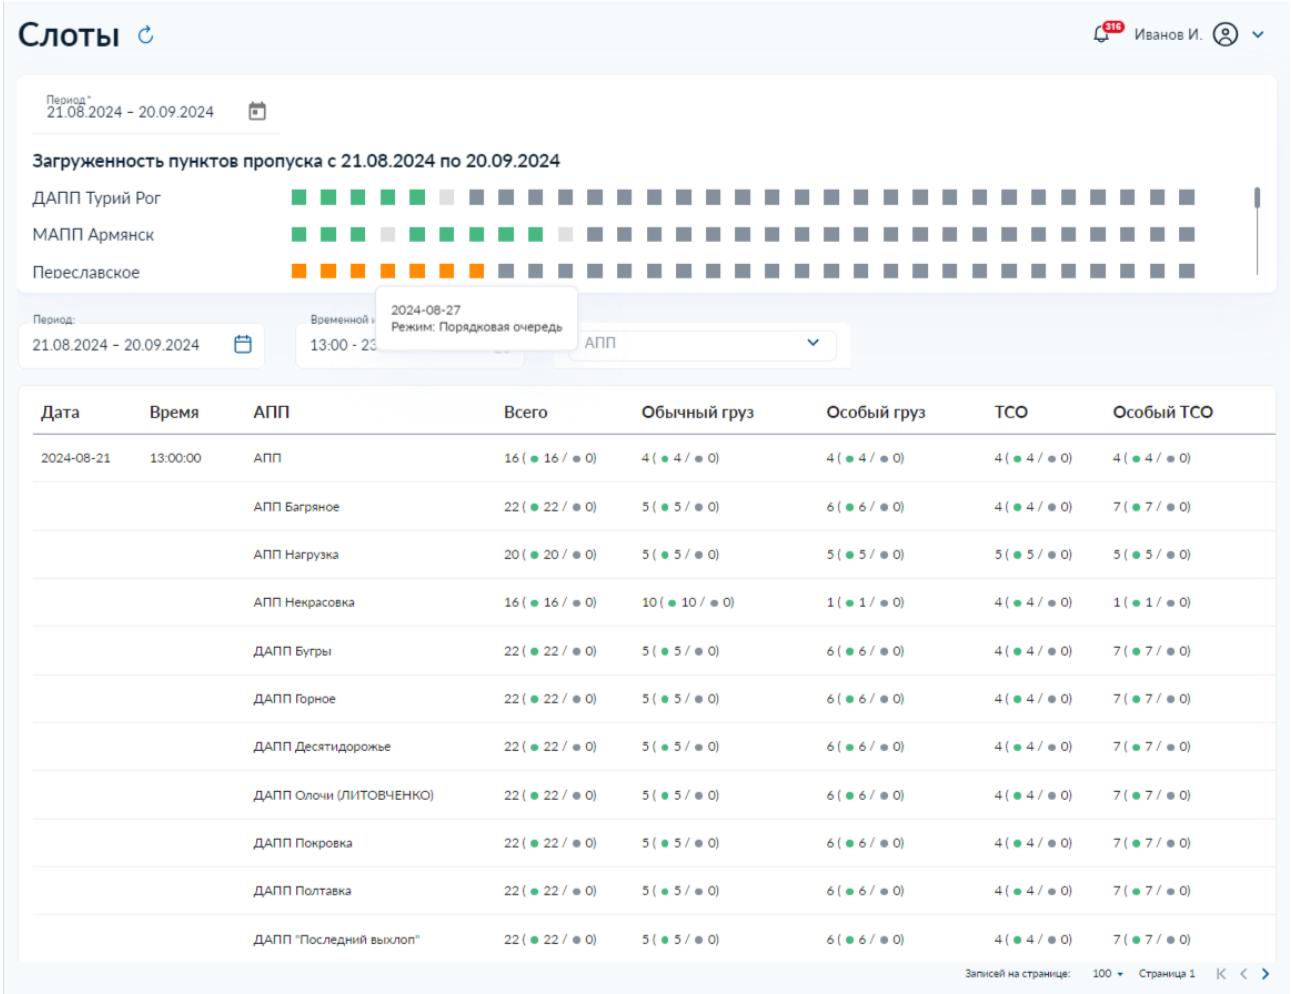 Слоты
316
Иванов И.
Период*
21.08.2024 – 20.09.2024
Загруженность пунктов пропуска с 21.08.2024 по 20.09.2024
ДАПП Турий Рог
МАПП Армянск
Переславское
2024-08-27
Режим: Порядковая очередь
Период:
21.08.2024 – 20.09.2024
Временной
13:00 - 23
АПП
Дата Время АПП Всего Обычный груз Особый груз ТСО Особый ТСО
2024-08-21 13:00:00 АПП 16 ( ● 16 / ● 0) 4 ( ● 4 / ● 0) 4 ( ● 4 / ● 0) 4 ( ● 4 / ● 0) 4 ( ● 4 / ● 0)
АПП Багряное 22 ( ● 22 / ● 0) 5 ( ● 5 / ● 0) 6 ( ● 6 / ● 0) 4 ( ● 4 / ● 0) 7 ( ● 7 / ● 0)
АПП Нагрузка 20 ( ● 20 / ● 0) 5 ( ● 5 / ● 0) 5 ( ● 5 / ● 0) 5 ( ● 5 / ● 0) 5 ( ● 5 / ● 0)
АПП Некрасовка 16 ( ● 16 / ● 0) 10 ( ● 10 / ● 0) 1 ( ● 1 / ● 0) 4 ( ● 4 / ● 0) 1 ( ● 1 / ● 0)
ДАПП Бугры 22 ( ● 22 / ● 0) 5 ( ● 5 / ● 0) 6 ( ● 6 / ● 0) 4 ( ● 4 / ● 0) 7 ( ● 7 / ● 0)
ДАПП Горное 22 ( ● 22 / ● 0) 5 ( ● 5 / ● 0) 6 ( ● 6 / ● 0) 4 ( ● 4 / ● 0) 7 ( ● 7 / ● 0)
ДАПП Десятидорожье 22 ( ● 22 / ● 0) 5 ( ● 5 / ● 0) 6 ( ● 6 / ● 0) 4 ( ● 4 / ● 0) 7 ( ● 7 / ● 0)
ДАПП Олочи (ЛИТОВЧЕНКО) 22 ( ● 22 / ● 0) 5 ( ● 5 / ● 0) 6 ( ● 6 / ● 0) 4 ( ● 4 / ● 0) 7 ( ● 7 / ● 0)
ДАПП Покровка 22 ( ● 22 / ● 0) 5 ( ● 5 / ● 0) 6 ( ● 6 / ● 0) 4 ( ● 4 / ● 0) 7 ( ● 7 / ● 0)
ДАПП Полтавка 22 ( ● 22 / ● 0) 5 ( ● 5 / ● 0) 6 ( ● 6 / ● 0) 4 ( ● 4 / ● 0) 7 ( ● 7 / ● 0)
ДАПП "Последний выхлоп" 22 ( ● 22 / ● 0) 5 ( ● 5 / ● 0) 6 ( ● 6 / ● 0) 4 ( ● 4 / ● 0) 7 ( ● 7 / ● 0)
Записей на странице: 100 Страница 1